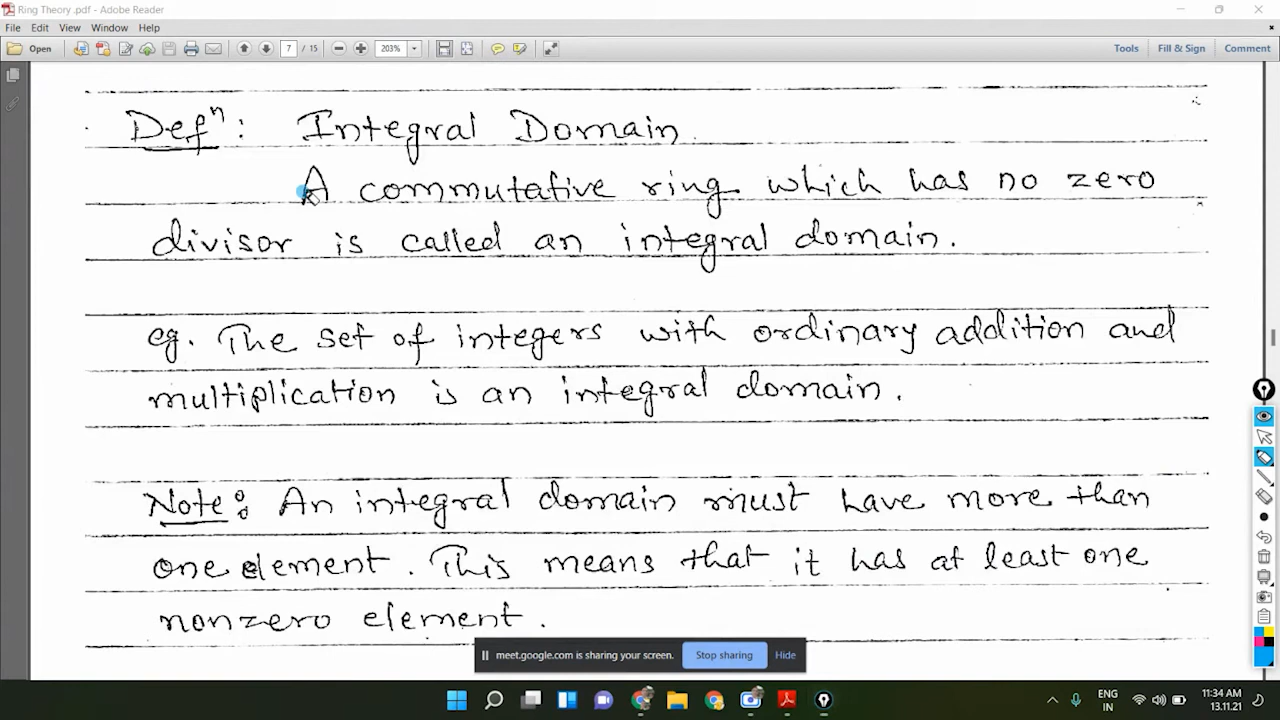 Ring Theory .pdf - Adobe Reader
File Edit View Window Help
Open 7 / 15 203% Tools Fill & Sign Comment
Defⁿ: Integral Domain.
A commutative ring which has no zero
divisor is called an integral domain.
eg. The set of integers with ordinary addition and
multiplication is an integral domain.
Note: An integral domain must have more than
one element. This means that it has at least one
nonzero element.
meet.google.com is sharing your screen. Stop sharing Hide
ENG 11:34 AM
IN 13.11.21